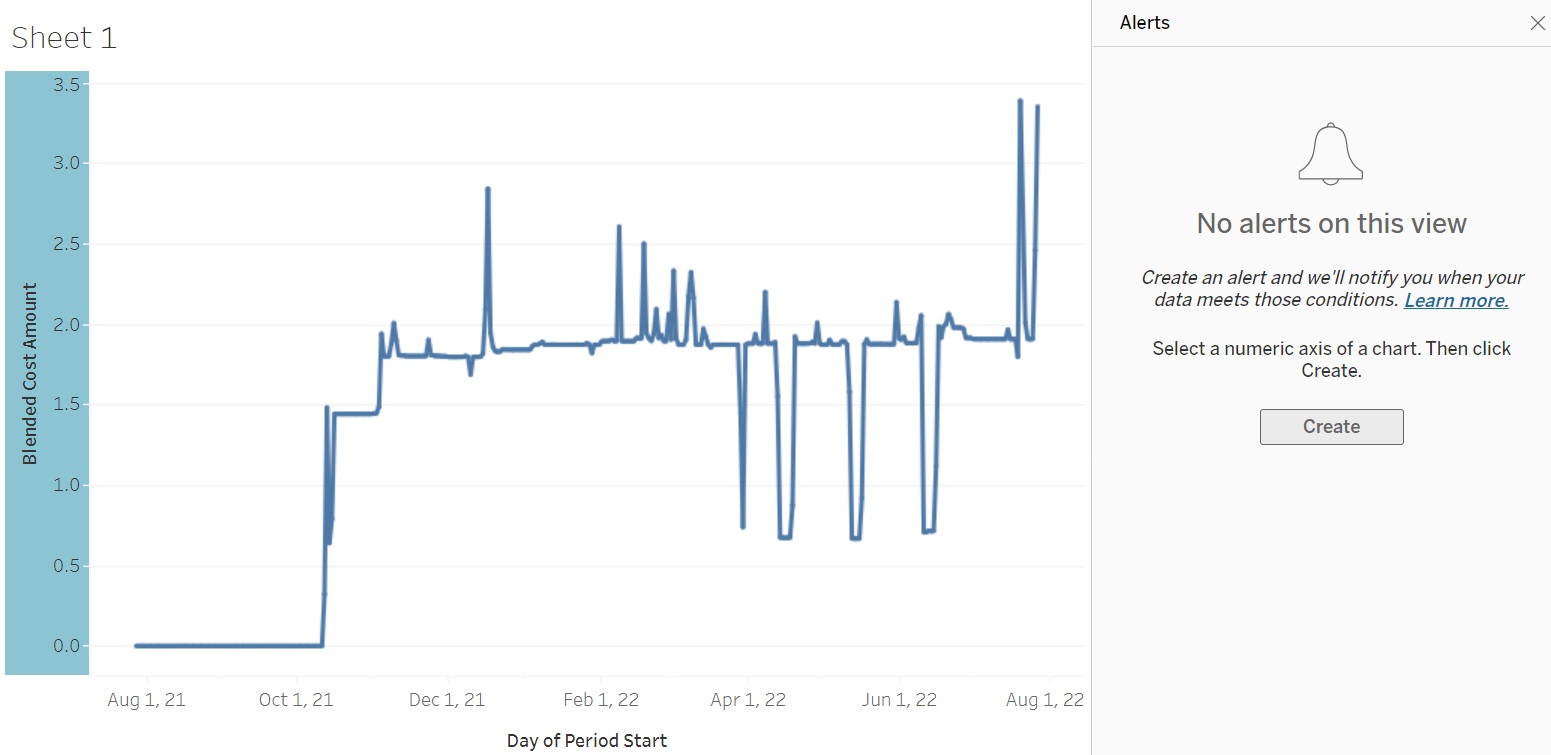 Sheet 1
Alerts
3.5
3.0
2.5
2.0
1.5
1.0
0.5
0.0
Blended Cost Amount
Aug 1, 21
Oct 1, 21
Dec 1, 21
Feb 1, 22
Apr 1, 22
Jun 1, 22
Aug 1, 22
Day of Period Start
No alerts on this view
Create an alert and we'll notify you when your
data meets those conditions. Learn more.
Select a numeric axis of a chart. Then click
Create.
Create